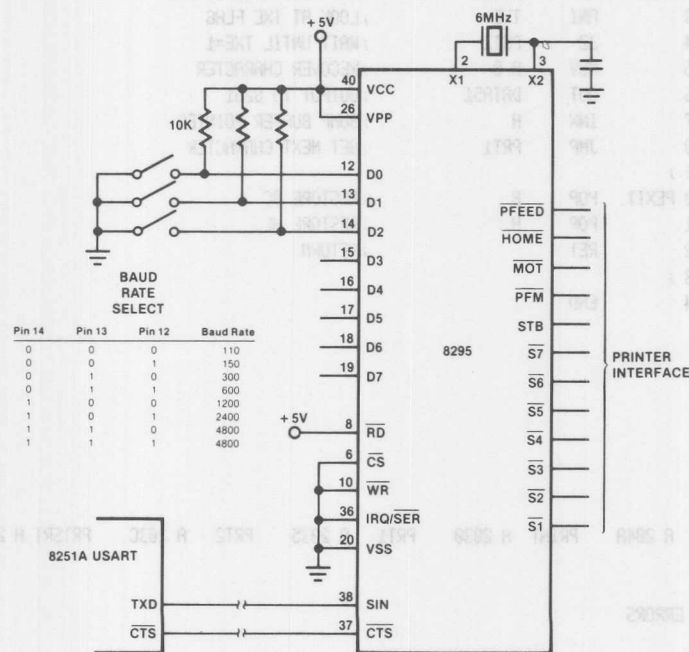 +5V
6MHz
2
3
X1
X2
40
VCC
26
VPP
10K
12
D0
13
D1
14
D2
15
D3
16
D4
17
D5
18
D6
19
D7
BAUD
RATE
SELECT
Pin 14 Pin 13 Pin 12 Baud Rate
0 0 0 110
0 0 1 150
0 1 0 300
0 1 1 600
1 0 0 1200
1 0 1 2400
1 1 0 4800
1 1 1 4800
8295
PFEED
HOME
MOT
PFM
STB
S7
S6
S5
S4
S3
S2
S1
PRINTER
INTERFACE
+5V
8
RD
6
CS
10
WR
36
IRQ/SER
20
VSS
8251A USART
TXD
38
SIN
CTS
37
CTS